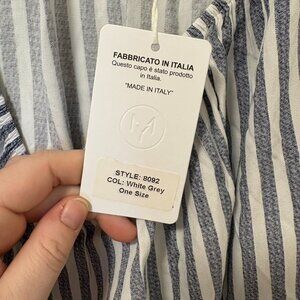 FABBRICATO IN ITALIA
Questo capo é stato prodotto
in Italia.
"MADE IN ITALY"
STYLE: 8092
COL: White Grey
One Size